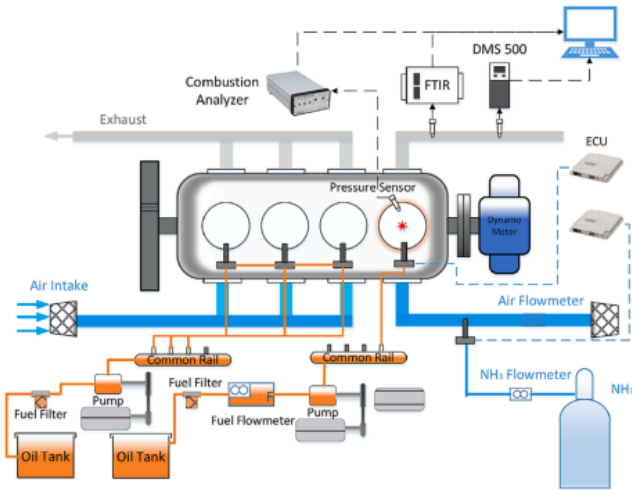 DMS 500
Combustion
Analyzer
FTIR
Exhaust
ECU
Pressure Sensor
Dynamo
Meter
Air Intake
Air Flowmeter
Common Rail
Common Rail
Fuel Filter
NH₃ Flowmeter
Pump
F
NH₃
Fuel Filter
Pump
Fuel Flowmeter
Oil Tank
Oil Tank